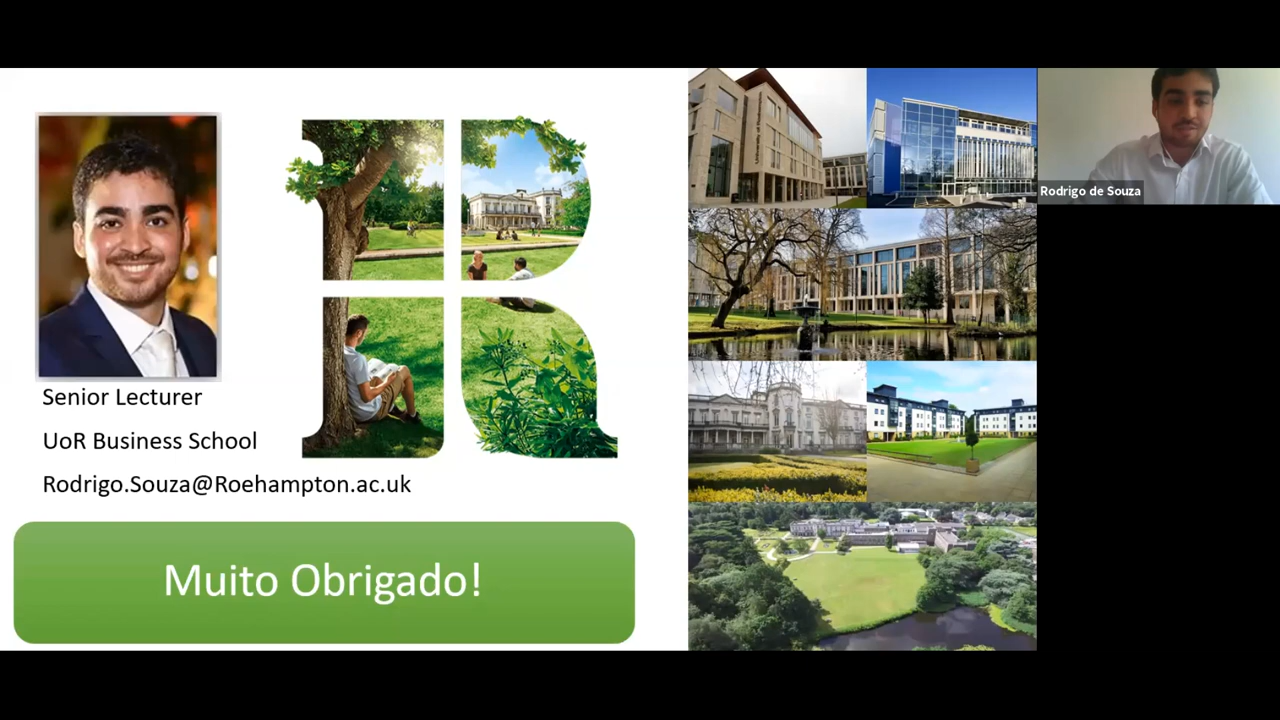 Senior Lecturer
UoR Business School
Rodrigo.Souza@Roehampton.ac.uk
Muito Obrigado!
Rodrigo de Souza